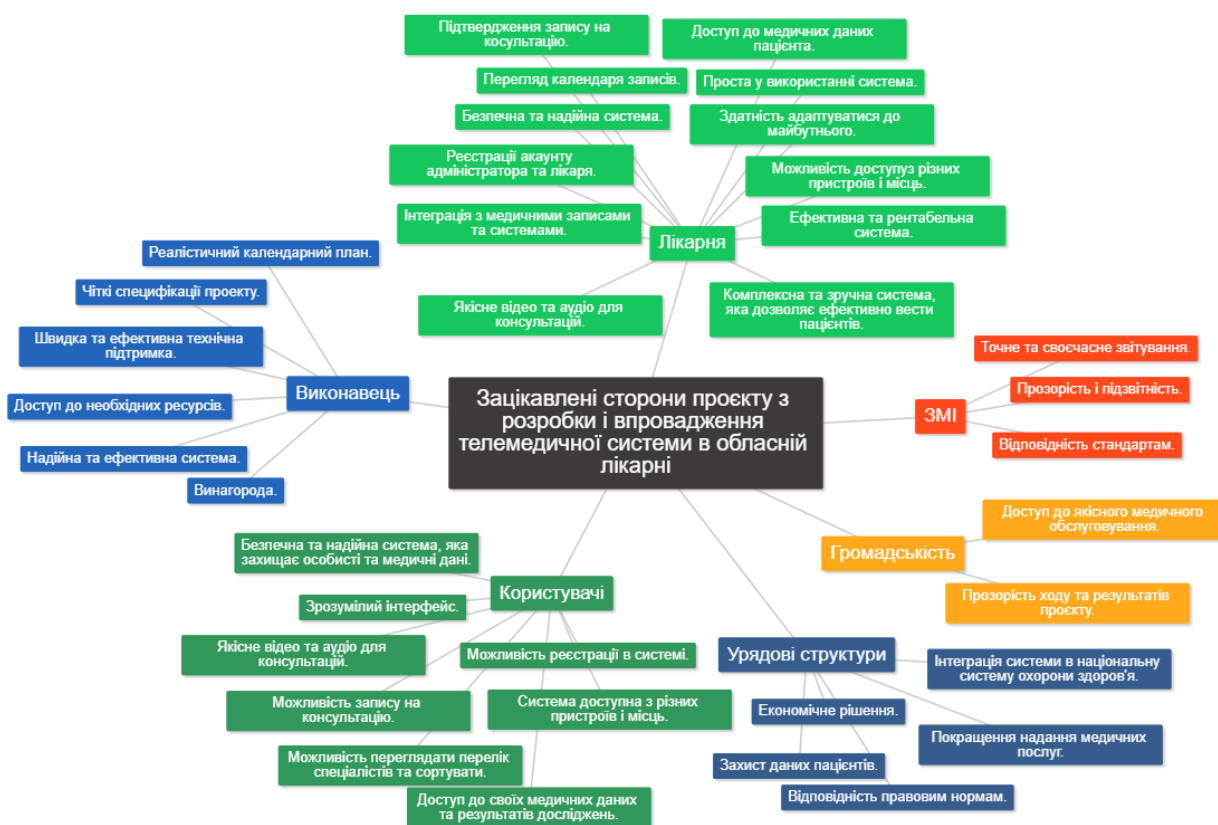 Підтвердження запису на
косультацію.
Доступ до медичних даних
пацієнта.
Перегляд календаря записів.
Проста у використанні система.
Безпечна та надійна система.
Здатність адаптуватися до
майбутнього.
Реєстрації акаунту
адміністратора та лікаря.
Можливість доступуз різних
пристроїв і місць.
Інтеграція з медичними записами
та системами.
Ефективна та рентабельна
система.
Лікарня
Якісне відео та аудіо для
консультацій.
Комплексна та зручна система,
яка дозволяє ефективно вести
пацієнтів.
Реалістичний календарний план.
Чіткі специфікації проекту.
Швидка та ефективна технічна
підтримка.
Виконавець
Доступ до необхідних ресурсів.
Надійна та ефективна система.
Винагорода.
Зацікавлені сторони проєкту з
розробки і впровадження
телемедичної системи в обласній
лікарні
Точне та своєчасне звітування.
Прозорість і підзвітність.
ЗМІ
Відповідність стандартам.
Доступ до якісного медичного
обслуговування.
Громадськість
Прозорість ходу та результатів
проєкту.
Безпечна та надійна система, яка
захищає особисті та медичні дані.
Користувачі
Зрозумілий інтерфейс.
Якісне відео та аудіо для
консультацій.
Можливість реєстрації в системі.
Можливість запису на
консультацію.
Система доступна з різних
пристроїв і місць.
Можливість переглядати перелік
спеціалістів та сортувати.
Доступ до своїх медичних даних
та результатів досліджень.
Урядові структури
Інтеграція системи в національну
систему охорони здоров'я.
Економічне рішення.
Покращення надання медичних
послуг.
Захист даних пацієнтів.
Відповідність правовим нормам.